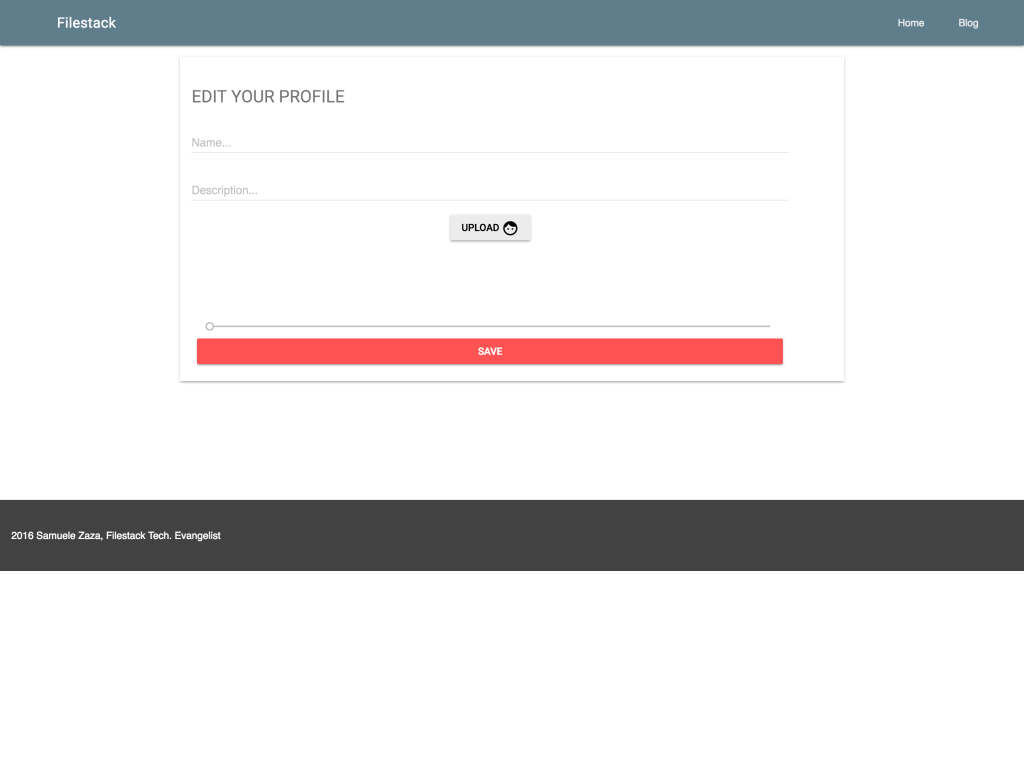 Filestack
Home
Blog
EDIT YOUR PROFILE
Name...
Description...
UPLOAD
SAVE
2016 Samuele Zaza, Filestack Tech. Evangelist